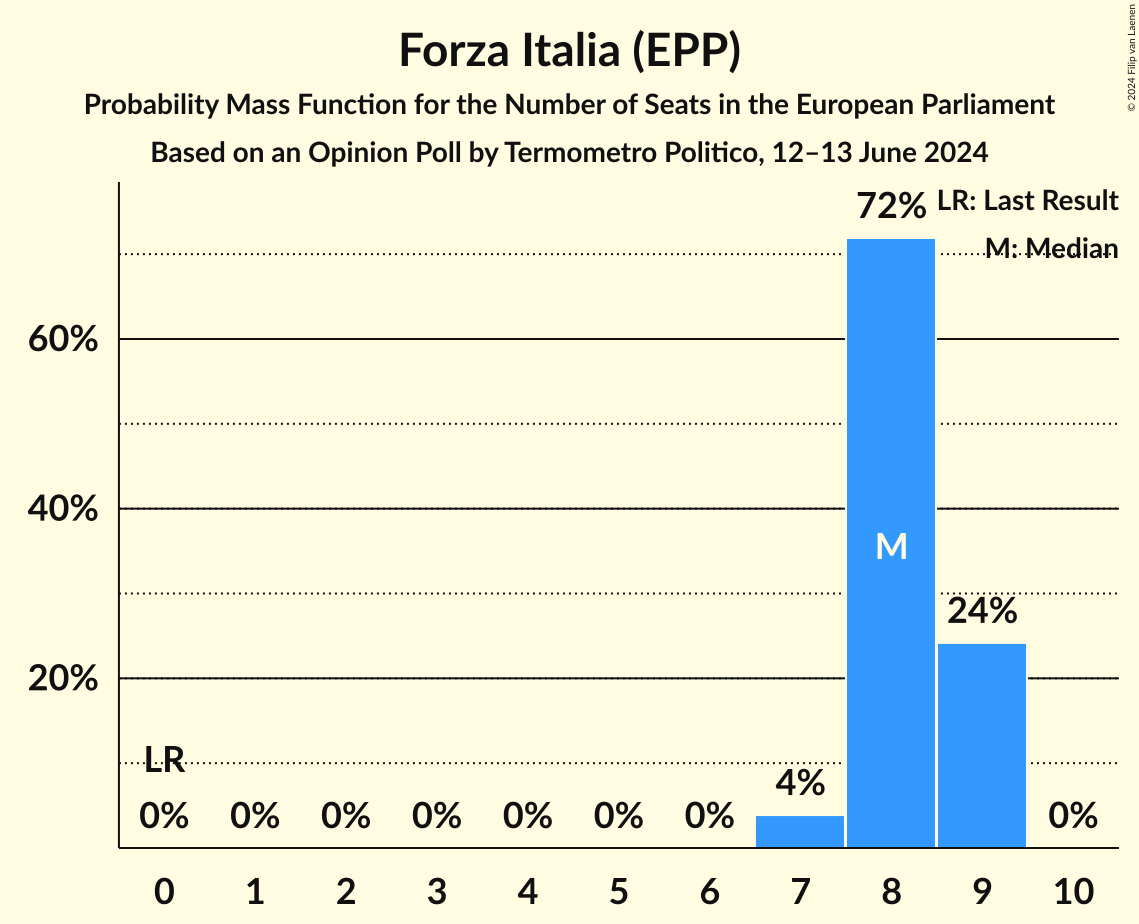 Forza Italia (EPP)
Probability Mass Function for the Number of Seats in the European Parliament
Based on an Opinion Poll by Termometro Politico, 12–13 June 2024
© 2024 Filip van Laenen
LR: Last Result
M: Median
72%
60%
40%
M
24%
20%
LR
4%
0% 0% 0% 0% 0% 0% 0% 0%
0 1 2 3 4 5 6 7 8 9 10